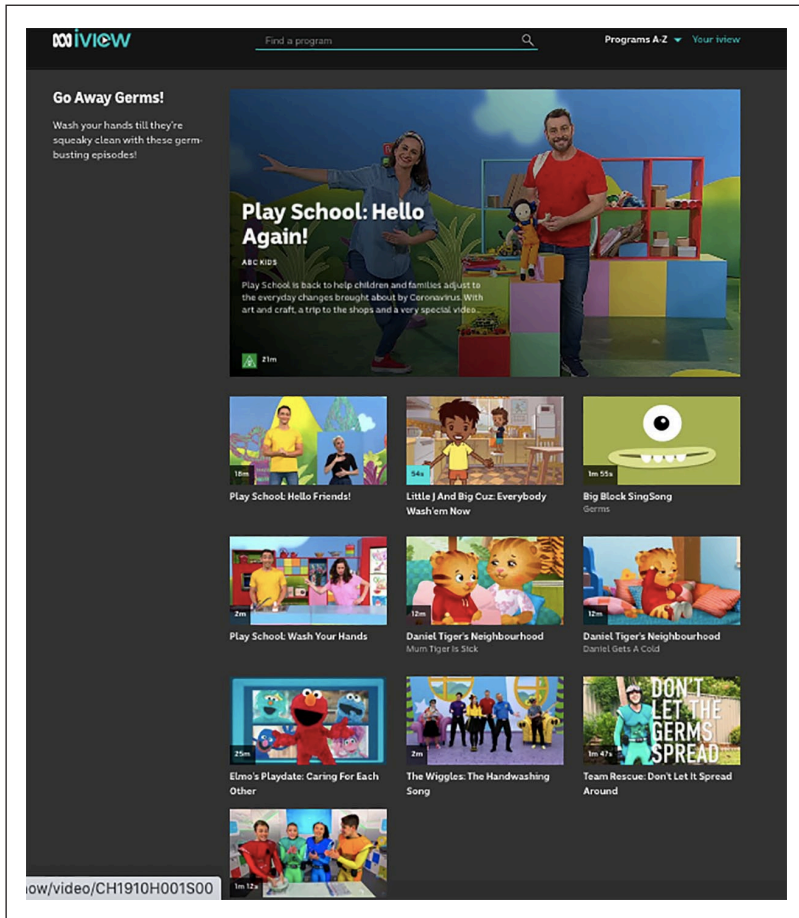 iview
Find a program
Programs A-Z
Your iview
Go Away Germs!
Wash your hands till they're
squeaky clean with these germ-
busting episodes!
Play School: Hello
Again!
ABC KIDS
Play School is back to help children and families adjust to
the everyday changes brought about by Coronavirus. With
art and craft, a trip to the shops and a very special video...
21m
18m
Play School: Hello Friends!
54s
Little J And Big Cuz: Everybody
Wash'em Now
1m 55s
Big Block SingSong
Germs
2m
Play School: Wash Your Hands
12m
Daniel Tiger's Neighbourhood
Mum Tiger Is Sick
12m
Daniel Tiger's Neighbourhood
Daniel Gets A Cold
25m
Elmo's Playdate: Caring For Each
Other
2m
The Wiggles: The Handwashing
Song
DON'T
LET THE
GERMS
SPREAD
1m 47s
Team Rescue: Don't Let It Spread
Around
1m 12s
now/video/CH1910H001S00